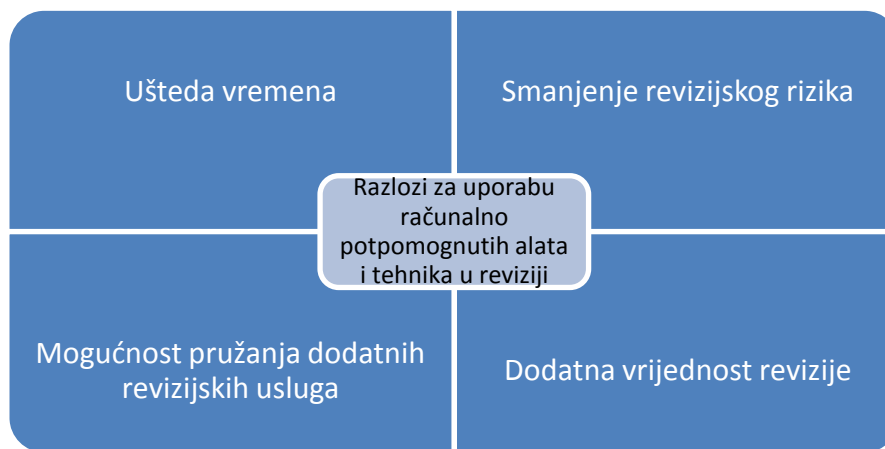 Ušteda vremena
Smanjenje revizijskog rizika
Razlozi za uporabu
računalno
potpomognutih alata
i tehnika u reviziji
Mogućnost pružanja dodatnih
revizijskih usluga
Dodatna vrijednost revizije